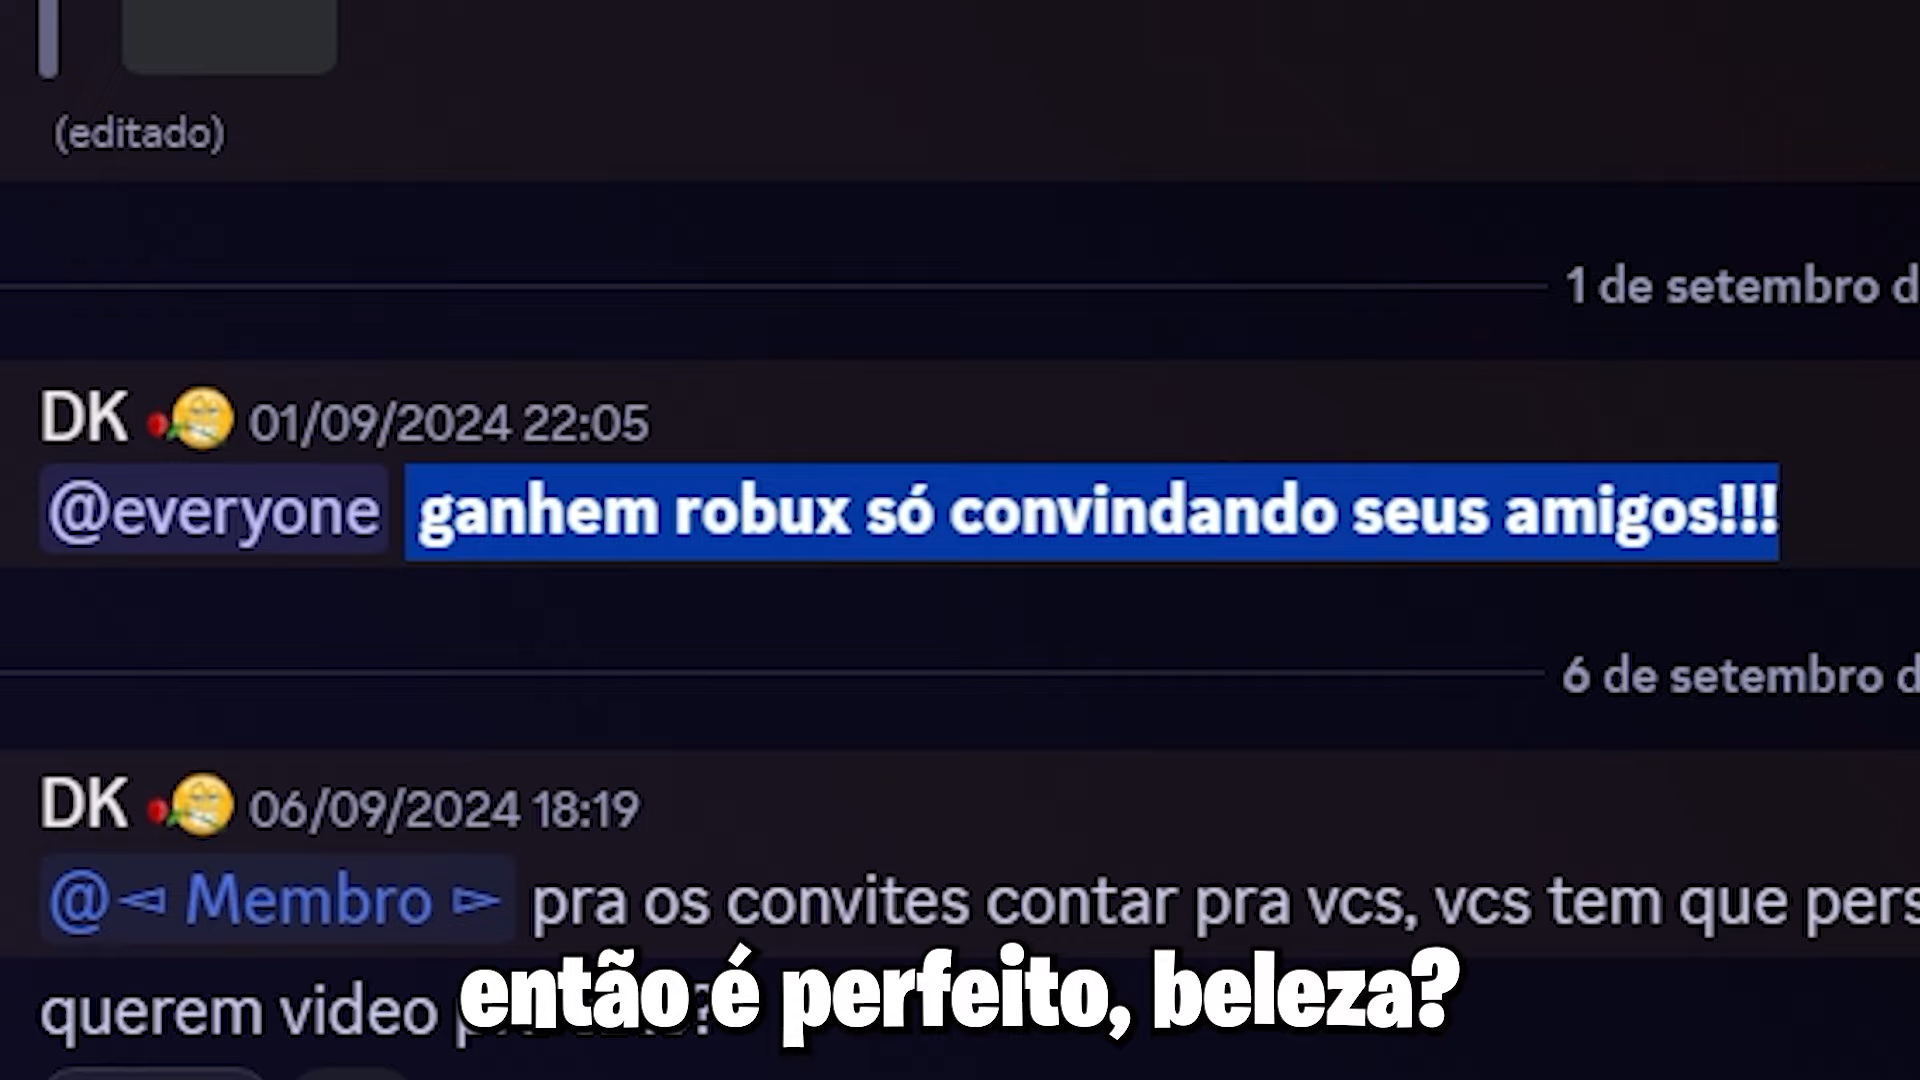 (editado)
1 de setembro d
DK 01/09/2024 22:05
@everyone ganhem robux só convindando seus amigos!!!
6 de setembro d
DK 06/09/2024 18:19
@⊲ Membro ⊳ pra os convites contar pra vcs, vcs tem que pers
querem video
então é perfeito, beleza?